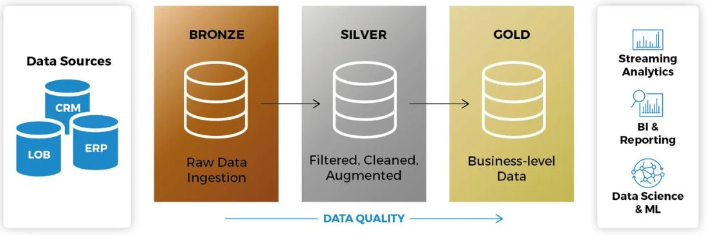 Data Sources
CRM
LOB
ERP
BRONZE
Raw Data
Ingestion
SILVER
Filtered, Cleaned,
Augmented
GOLD
Business-level
Data
DATA QUALITY
Streaming
Analytics
BI &
Reporting
Data Science
& ML